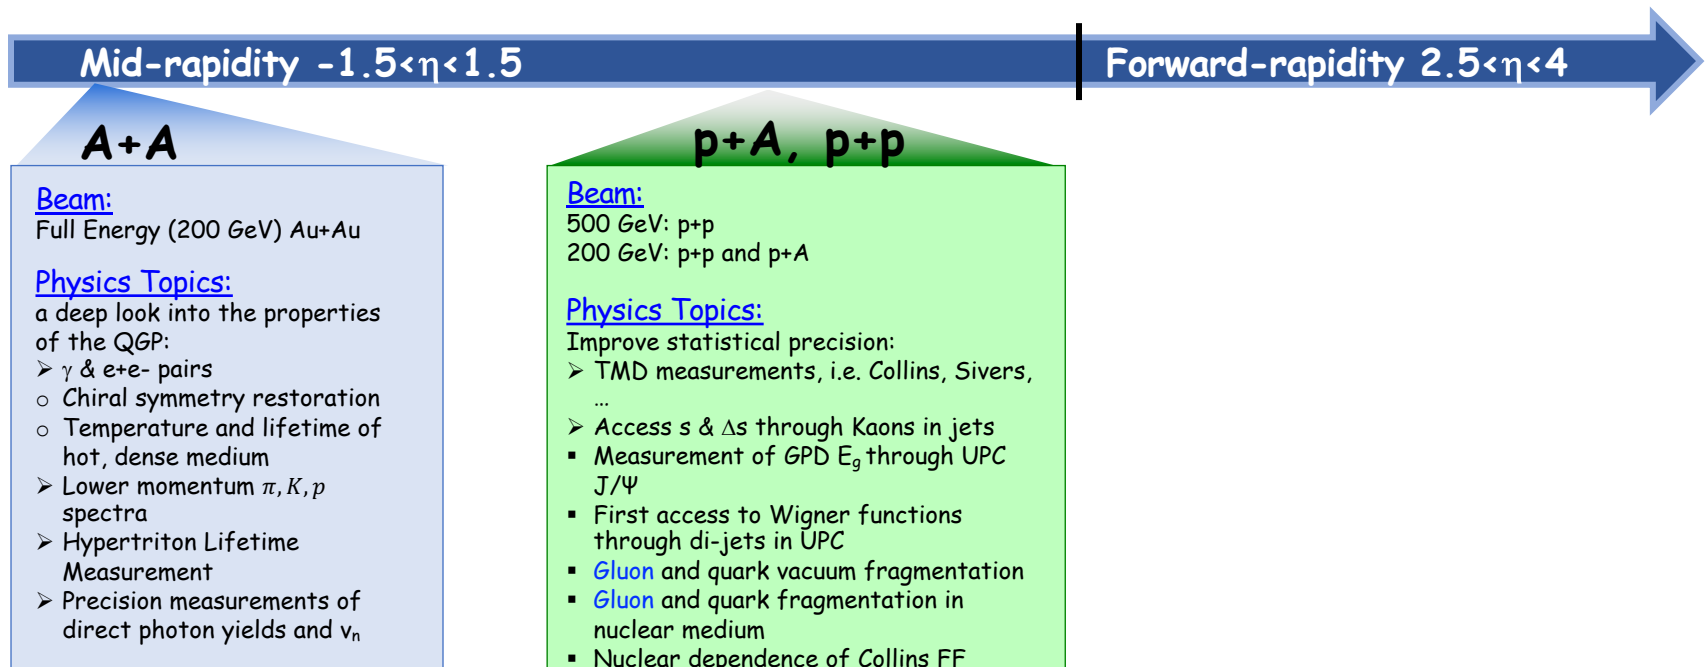 Mid-rapidity -1.5<η<1.5
Forward-rapidity 2.5<η<4
A+A
Beam:
Full Energy (200 GeV) Au+Au
Physics Topics:
a deep look into the properties
of the QGP:
➢ γ & e+e- pairs
o Chiral symmetry restoration
o Temperature and lifetime of
hot, dense medium
➢ Lower momentum π, K, p
spectra
➢ Hypertriton Lifetime
Measurement
➢ Precision measurements of
direct photon yields and vₙ
p+A, p+p
Beam:
500 GeV: p+p
200 GeV: p+p and p+A
Physics Topics:
Improve statistical precision:
➢ TMD measurements, i.e. Collins, Sivers,
…
➢ Access s & Δs through Kaons in jets
▪ Measurement of GPD E_g through UPC
J/Ψ
▪ First access to Wigner functions
through di-jets in UPC
▪ Gluon and quark vacuum fragmentation
▪ Gluon and quark fragmentation in
nuclear medium
▪ Nuclear dependence of Collins FF